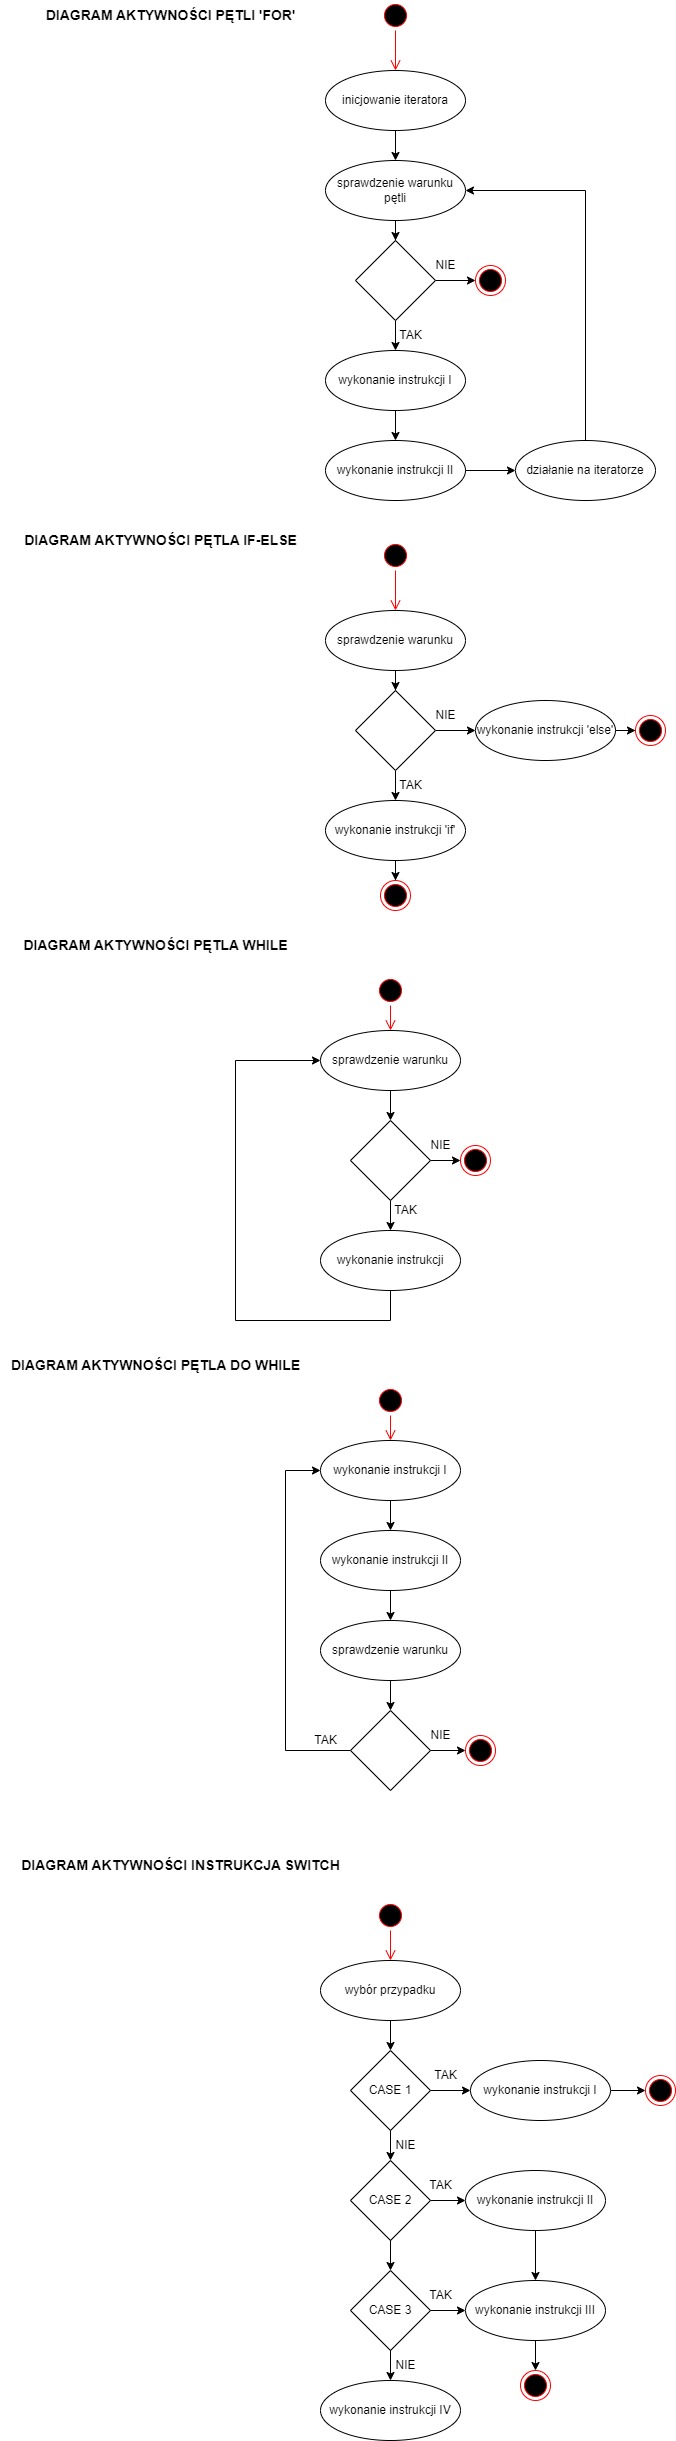 DIAGRAM AKTYWNOŚCI PĘTLI 'FOR'
inicjowanie iteratora
sprawdzenie warunku
pętli
NIE
TAK
wykonanie instrukcji I
wykonanie instrukcji II
działanie na iteratorze
DIAGRAM AKTYWNOŚCI PĘTLA IF-ELSE
sprawdzenie warunku
NIE
wykonanie instrukcji 'else'
TAK
wykonanie instrukcji 'if'
DIAGRAM AKTYWNOŚCI PĘTLA WHILE
sprawdzenie warunku
NIE
TAK
wykonanie instrukcji
DIAGRAM AKTYWNOŚCI PĘTLA DO WHILE
wykonanie instrukcji I
wykonanie instrukcji II
sprawdzenie warunku
TAK
NIE
DIAGRAM AKTYWNOŚCI INSTRUKCJA SWITCH
wybór przypadku
CASE 1
TAK
wykonanie instrukcji I
NIE
CASE 2
TAK
wykonanie instrukcji II
CASE 3
TAK
wykonanie instrukcji III
NIE
wykonanie instrukcji IV